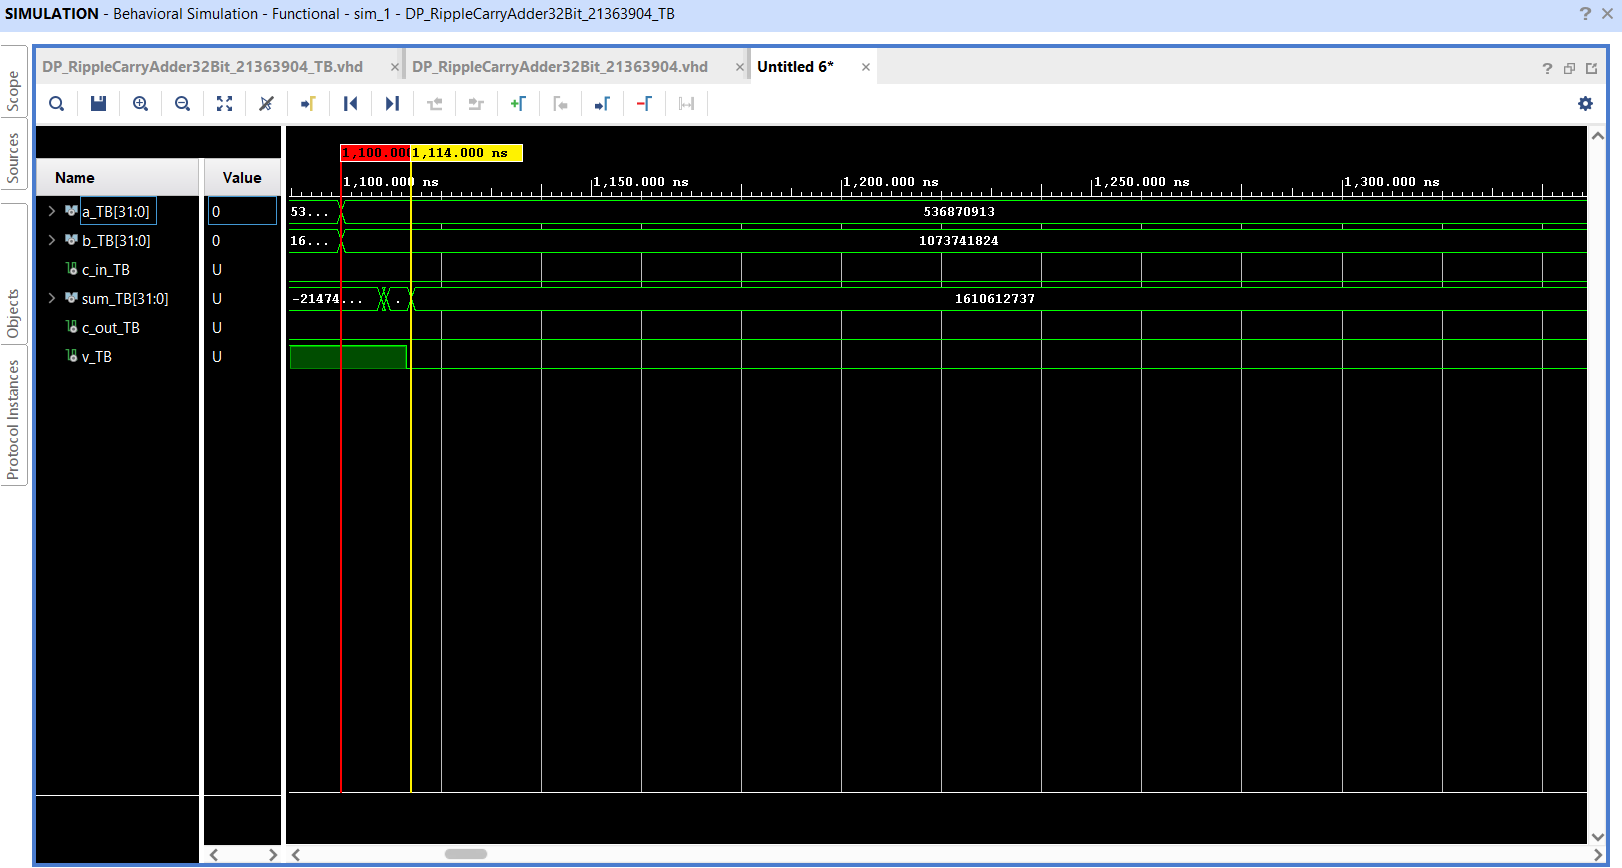 SIMULATION - Behavioral Simulation - Functional - sim_1 - DP_RippleCarryAdder32Bit_21363904_TB
Scope
Sources
Objects
Protocol Instances
DP_RippleCarryAdder32Bit_21363904_TB.vhd
DP_RippleCarryAdder32Bit_21363904.vhd
Untitled 6*
1,100.00 1,114.000 ns
Name Value
1,100.000 ns 1,150.000 ns 1,200.000 ns 1,250.000 ns 1,300.000 ns
a_TB[31:0] 0 53... 536870913
b_TB[31:0] 0 16... 1073741824
c_in_TB U
sum_TB[31:0] U -21474... . 1610612737
c_out_TB U
v_TB U